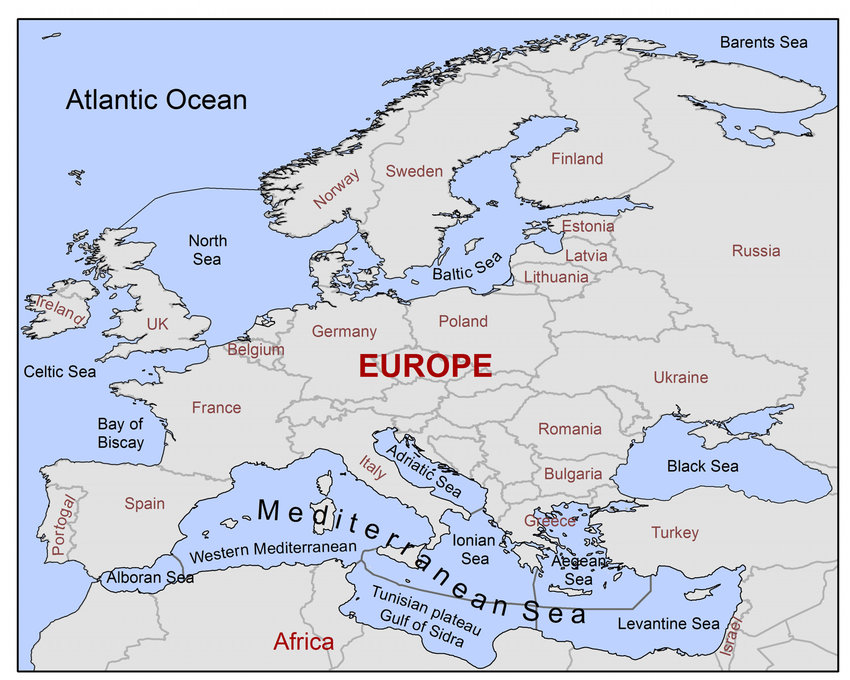 Barents Sea
Atlantic Ocean
Finland
Sweden
Norway
Estonia
North
Sea
Russia
Latvia
Baltic Sea
Lithuania
Ireland
UK
Poland
Germany
Belgium
EUROPE
Celtic Sea
Ukraine
France
Bay of
Biscay
Romania
Adriatic Sea
Italy
Black Sea
Bulgaria
Spain
Portogal
Mediterranean Sea
Greece
Turkey
Ionian
Sea
Western Mediterranean
Aegean
Sea
Alboran Sea
Tunisian plateau
Gulf of Sidra
Levantine Sea
Israel
Africa